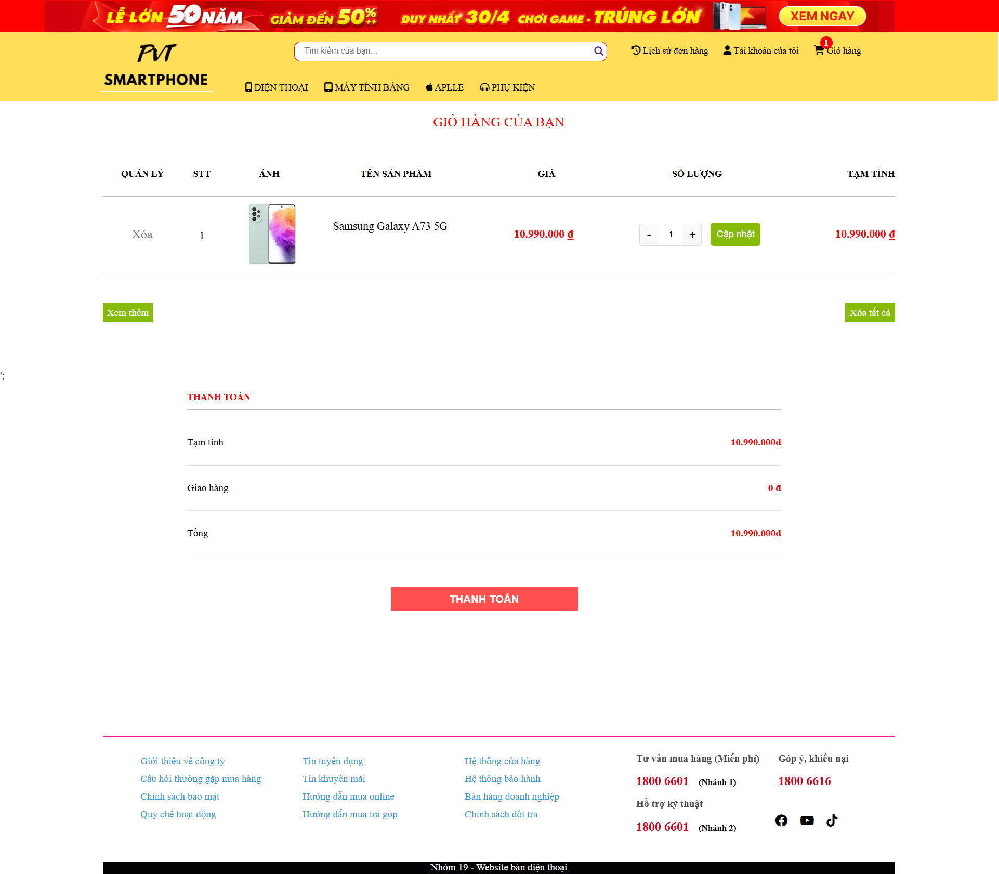 LỄ LỚN 50 NĂM GIẢM ĐẾN 50%++ DUY NHẤT 30/4 CHƠI GAME - TRÚNG LỚN XEM NGAY
PVT
SMARTPHONE
Tìm kiếm của bạn...
Lịch sử đơn hàng
Tài khoản của tôi
1
Giỏ hàng
ĐIỆN THOẠI MÁY TÍNH BẢNG APLLE PHỤ KIỆN
GIỎ HÀNG CỦA BẠN
QUẢN LÝ STT ẢNH TÊN SẢN PHẨM GIÁ SỐ LƯỢNG TẠM TÍNH
Xóa 1 Samsung Galaxy A73 5G 10.990.000 đ - 1 + Cập nhật 10.990.000 đ
Xem thêm Xóa tất cả
';
THANH TOÁN
Tạm tính 10.990.000đ
Giao hàng 0 đ
Tổng 10.990.000đ
THANH TOÁN
Giới thiệu về công ty
Câu hỏi thường gặp mua hàng
Chính sách bảo mật
Quy chế hoạt động
Tin tuyển dụng
Tin khuyến mãi
Hướng dẫn mua online
Hướng dẫn mua trả góp
Hệ thống cửa hàng
Hệ thống bảo hành
Bán hàng doanh nghiệp
Chính sách đổi trả
Tư vấn mua hàng (Miễn phí)
1800 6601 (Nhánh 1)
Hỗ trợ kỹ thuật
1800 6601 (Nhánh 2)
Góp ý, khiếu nại
1800 6616
Nhóm 19 - Website bán điện thoại